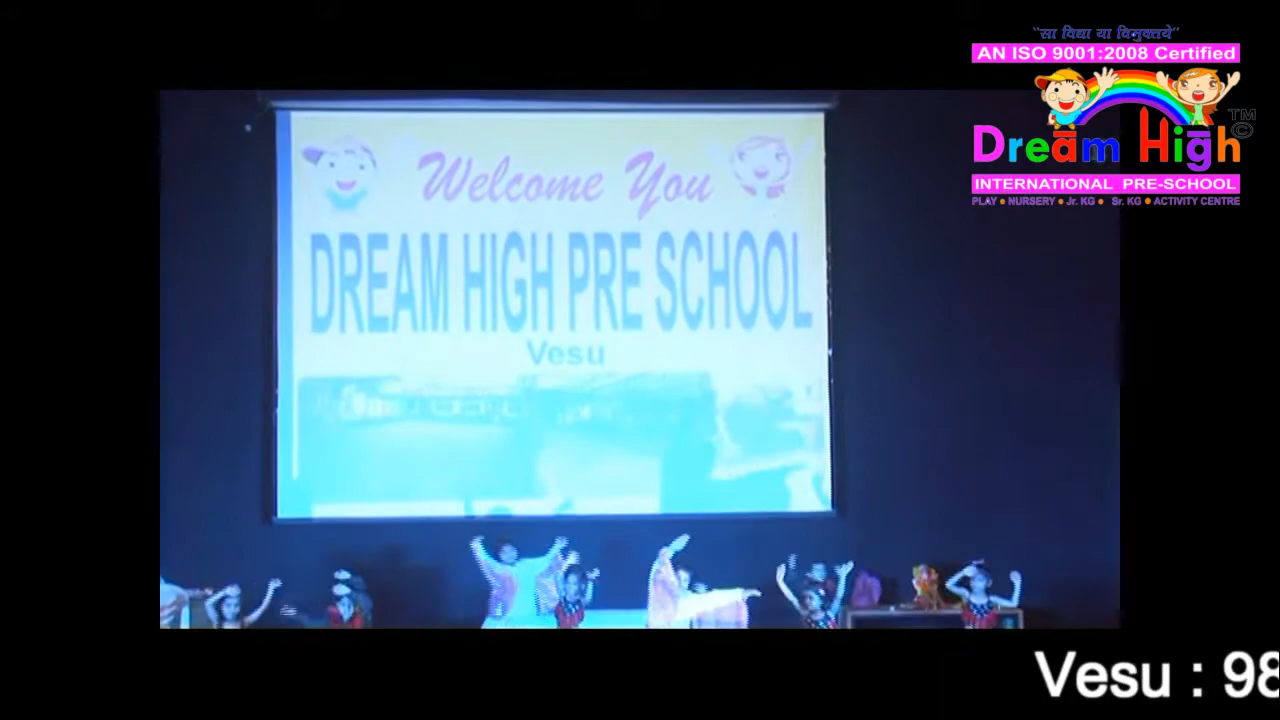 "सा विद्या या विमुक्तये"
AN ISO 9001:2008 Certified
Dream High
TM
©
INTERNATIONAL PRE-SCHOOL
PLAY • NURSERY • Jr. KG • Sr. KG • ACTIVITY CENTRE
Welcome You
DREAM HIGH PRE SCHOOL
Vesu
Vesu : 98